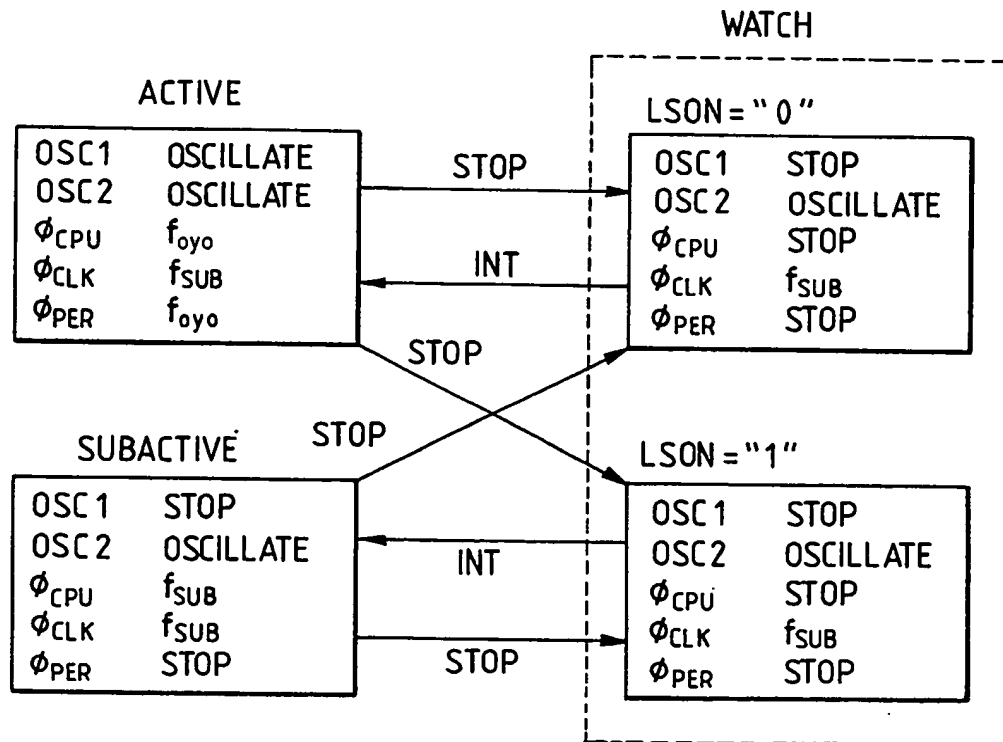 WATCH
ACTIVE
OSC1 OSCILLATE
OSC2 OSCILLATE
ϕCPU foyo
ϕCLK fSUB
ϕPER foyo
STOP
INT
LSON = "0"
OSC1 STOP
OSC2 OSCILLATE
ϕCPU STOP
ϕCLK fSUB
ϕPER STOP
STOP
STOP
SUBACTIVE
OSC1 STOP
OSC2 OSCILLATE
ϕCPU fSUB
ϕCLK fSUB
ϕPER STOP
INT
STOP
LSON = "1"
OSC1 STOP
OSC2 OSCILLATE
ϕCPU STOP
ϕCLK fSUB
ϕPER STOP